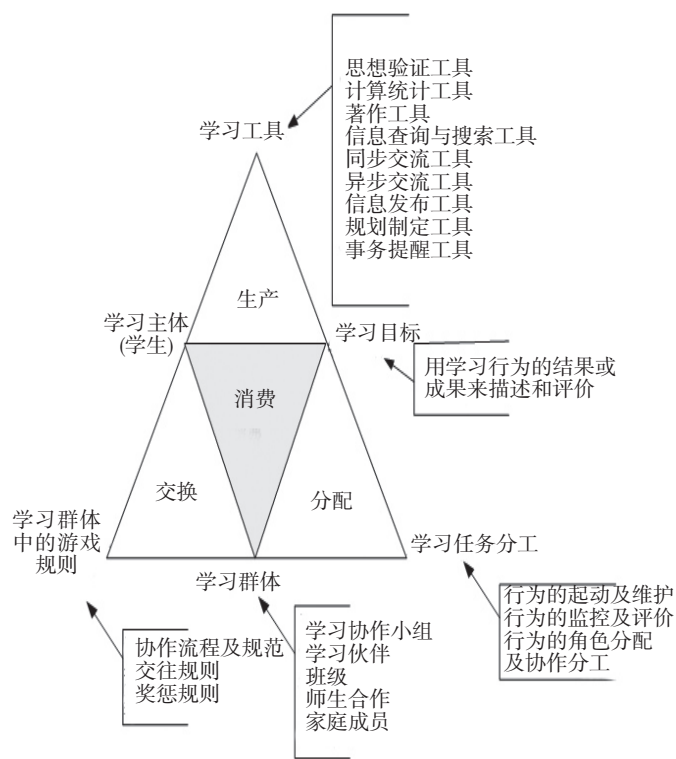 思想验证工具
计算统计工具
著作工具
信息查询与搜索工具
同步交流工具
异步交流工具
信息发布工具
规划制定工具
事务提醒工具
学习工具
生产
学习主体
(学生)
学习目标
用学习行为的结果或
成果来描述和评价
消费
交换
分配
学习群体
中的游戏
规则
学习群体
学习任务分工
协作流程及规范
交往规则
奖惩规则
学习协作小组
学习伙伴
班级
师生合作
家庭成员
行为的起动及维护
行为的监控及评价
行为的角色分配
及协作分工